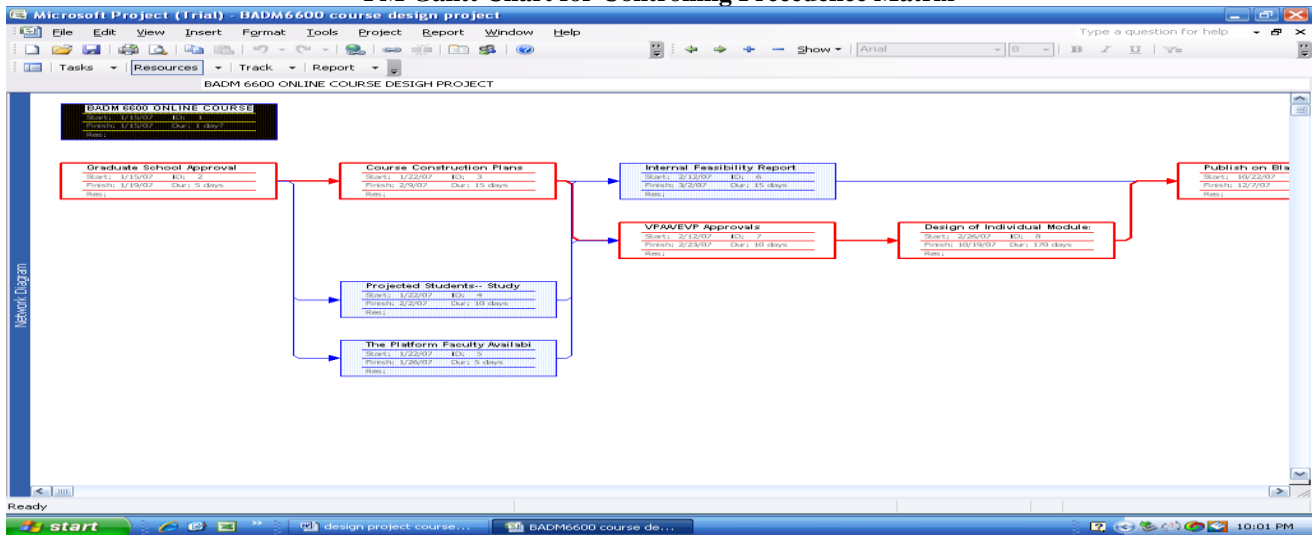 Microsoft Project (Trial) - BADM6600 course design project
File Edit View Insert Format Tools Project Report Window Help Type a question for help
Show Arial 8 B I U
Tasks Resources Track Report
BADM 6600 ONLINE COURSE DESIGH PROJECT
BADM 6600 ONLINE COURSE
Start: 1/15/07 ID: 1
Finish: 1/15/07 Dur: 1 day?
Res:
Graduate School Approval
Start: 1/15/07 ID: 2
Finish: 1/19/07 Dur: 5 days
Res:
Course Construction Plans
Start: 1/22/07 ID: 3
Finish: 2/9/07 Dur: 15 days
Res:
Internal Feasibility Report
Start: 2/12/07 ID: 6
Finish: 3/2/07 Dur: 15 days
Res:
Publish on Bla
Start: 10/22/07
Finish: 12/7/07
Res:
VPAA/EVP Approvals
Start: 2/12/07 ID: 7
Finish: 2/23/07 Dur: 10 days
Res:
Design of Individual Module:
Start: 2/26/07 ID: 8
Finish: 10/19/07 Dur: 170 days
Res:
Projected Students-- Study
Start: 1/22/07 ID: 4
Finish: 2/2/07 Dur: 10 days
Res:
The Platform Faculty Availabi
Start: 1/22/07 ID: 5
Finish: 1/26/07 Dur: 5 days
Res:
Network Diagram
Ready
start design project course... BADM6600 course de... 10:01 PM